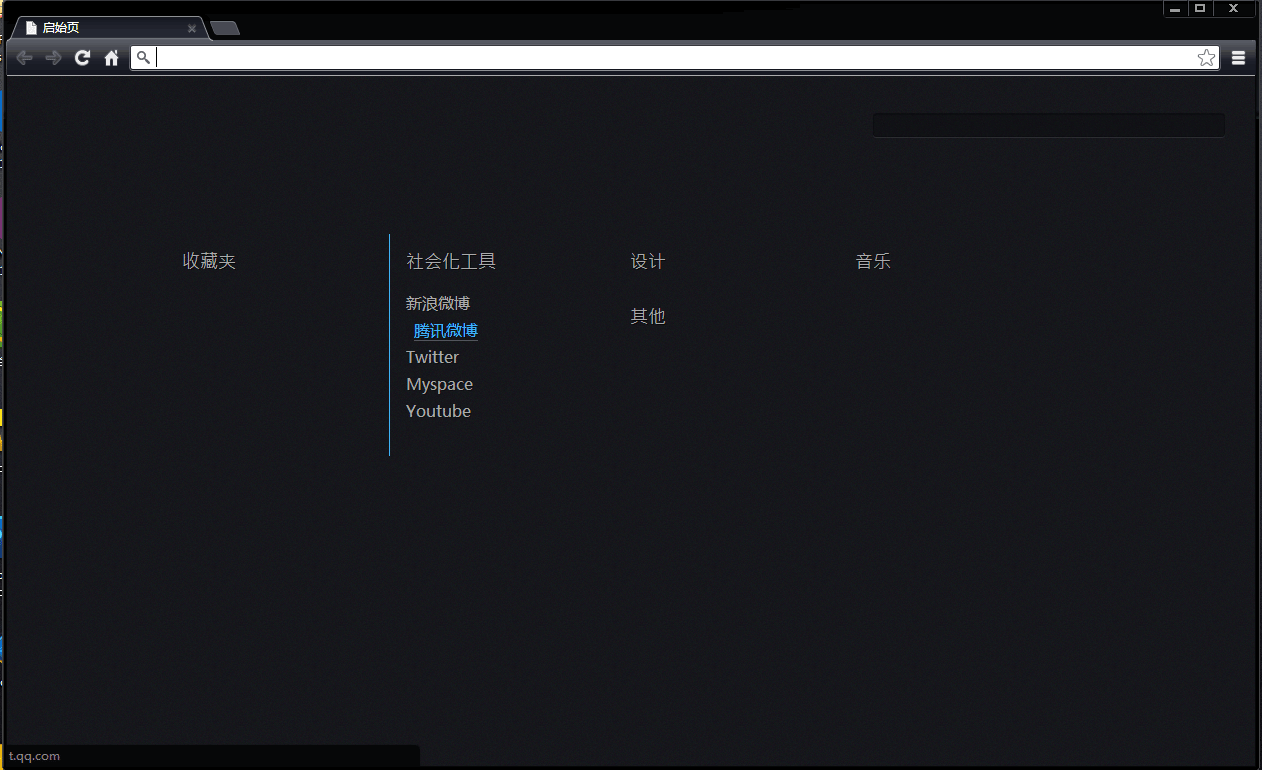 启始页
收藏夹
社会化工具
设计
音乐
新浪微博
腾讯微博
Twitter
Myspace
Youtube
其他
t.qq.com